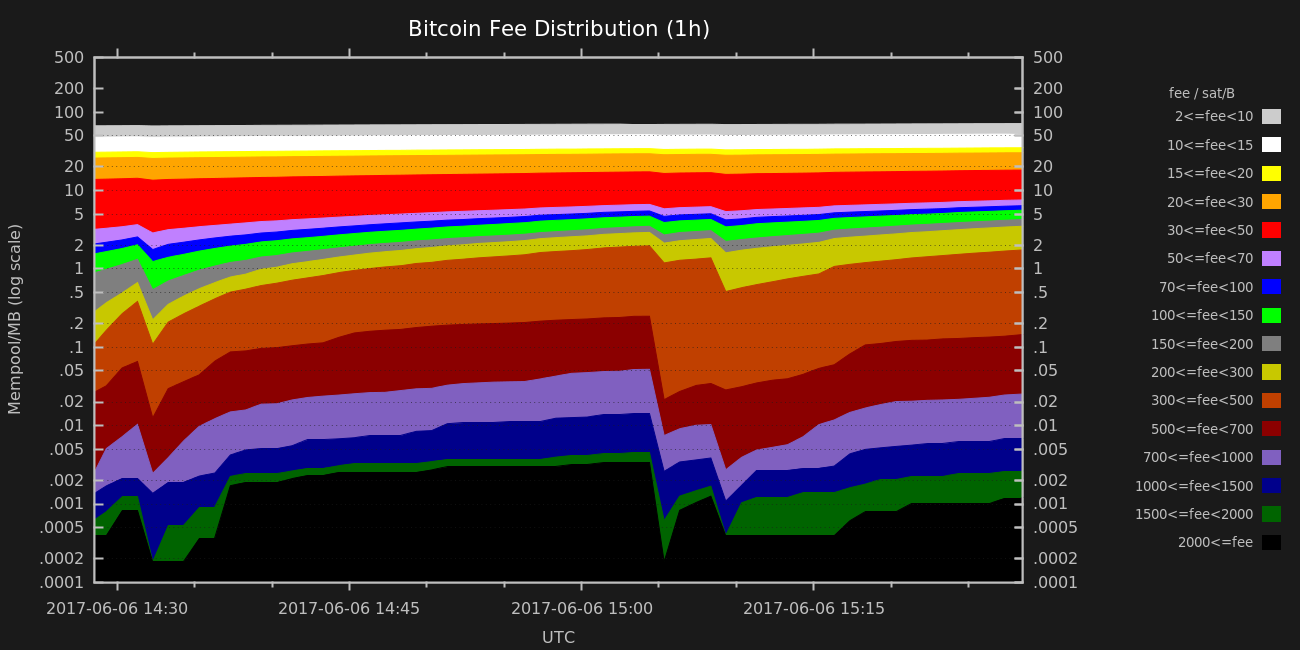 Bitcoin Fee Distribution (1h)
Mempool/MB (log scale)
500
200
100
50
20
10
5
2
1
.5
.2
.1
.05
.02
.01
.005
.002
.001
.0005
.0002
.0001
500
200
100
50
20
10
5
2
1
.5
.2
.1
.05
.02
.01
.005
.002
.001
.0005
.0002
.0001
2017-06-06 14:30
2017-06-06 14:45
2017-06-06 15:00
2017-06-06 15:15
UTC
fee / sat/B
2<=fee<10
10<=fee<15
15<=fee<20
20<=fee<30
30<=fee<50
50<=fee<70
70<=fee<100
100<=fee<150
150<=fee<200
200<=fee<300
300<=fee<500
500<=fee<700
700<=fee<1000
1000<=fee<1500
1500<=fee<2000
2000<=fee